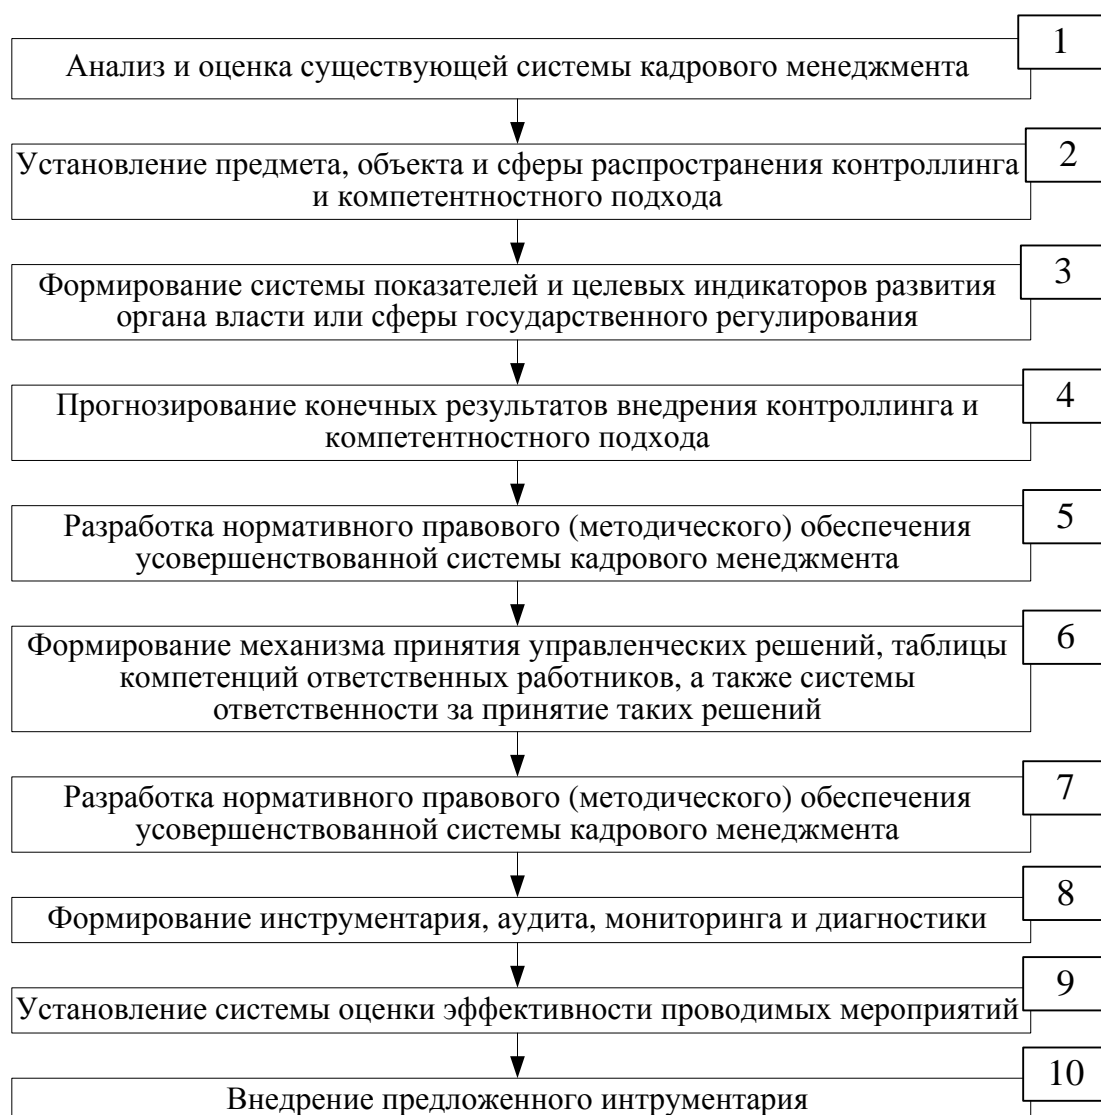 1
Анализ и оценка существующей системы кадрового менеджмента
2
Установление предмета, объекта и сферы распространения контроллинга
и компетентностного подхода
3
Формирование системы показателей и целевых индикаторов развития
органа власти или сферы государственного регулирования
4
Прогнозирование конечных результатов внедрения контроллинга и
компетентностного подхода
5
Разработка нормативного правового (методического) обеспечения
усовершенствованной системы кадрового менеджмента
6
Формирование механизма принятия управленческих решений, таблицы
компетенций ответственных работников, а также системы
ответственности за принятие таких решений
7
Разработка нормативного правового (методического) обеспечения
усовершенствованной системы кадрового менеджмента
8
Формирование инструментария, аудита, мониторинга и диагностики
9
Установление системы оценки эффективности проводимых мероприятий
10
Внедрение предложенного интрументария